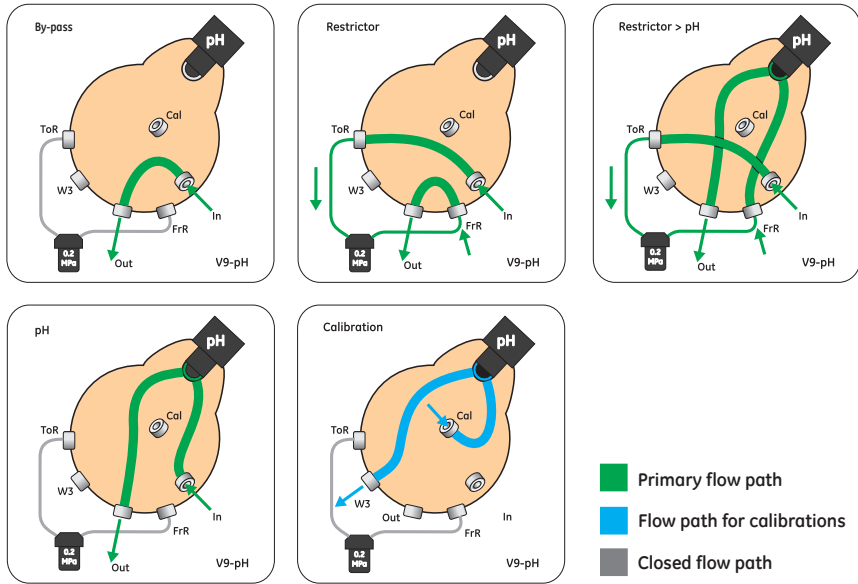 By-pass
pH
Cal
ToR
W3
In
FrR
0.2
MPa
Out
V9-pH
Restrictor
pH
Cal
ToR
W3
In
FrR
0.2
MPa
Out
V9-pH
Restrictor > pH
pH
Cal
ToR
W3
In
FrR
0.2
MPa
Out
V9-pH
pH
pH
Cal
ToR
W3
In
FrR
0.2
MPa
Out
V9-pH
Calibration
pH
Cal
ToR
W3
Out
In
FrR
0.2
MPa
V9-pH
Primary flow path
Flow path for calibrations
Closed flow path